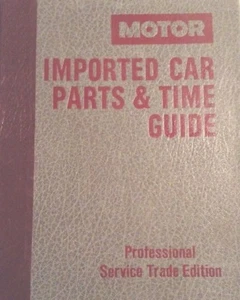 MOTOR
IMPORTED CAR
PARTS & TIME
GUIDE
Professional
Service Trade Edition